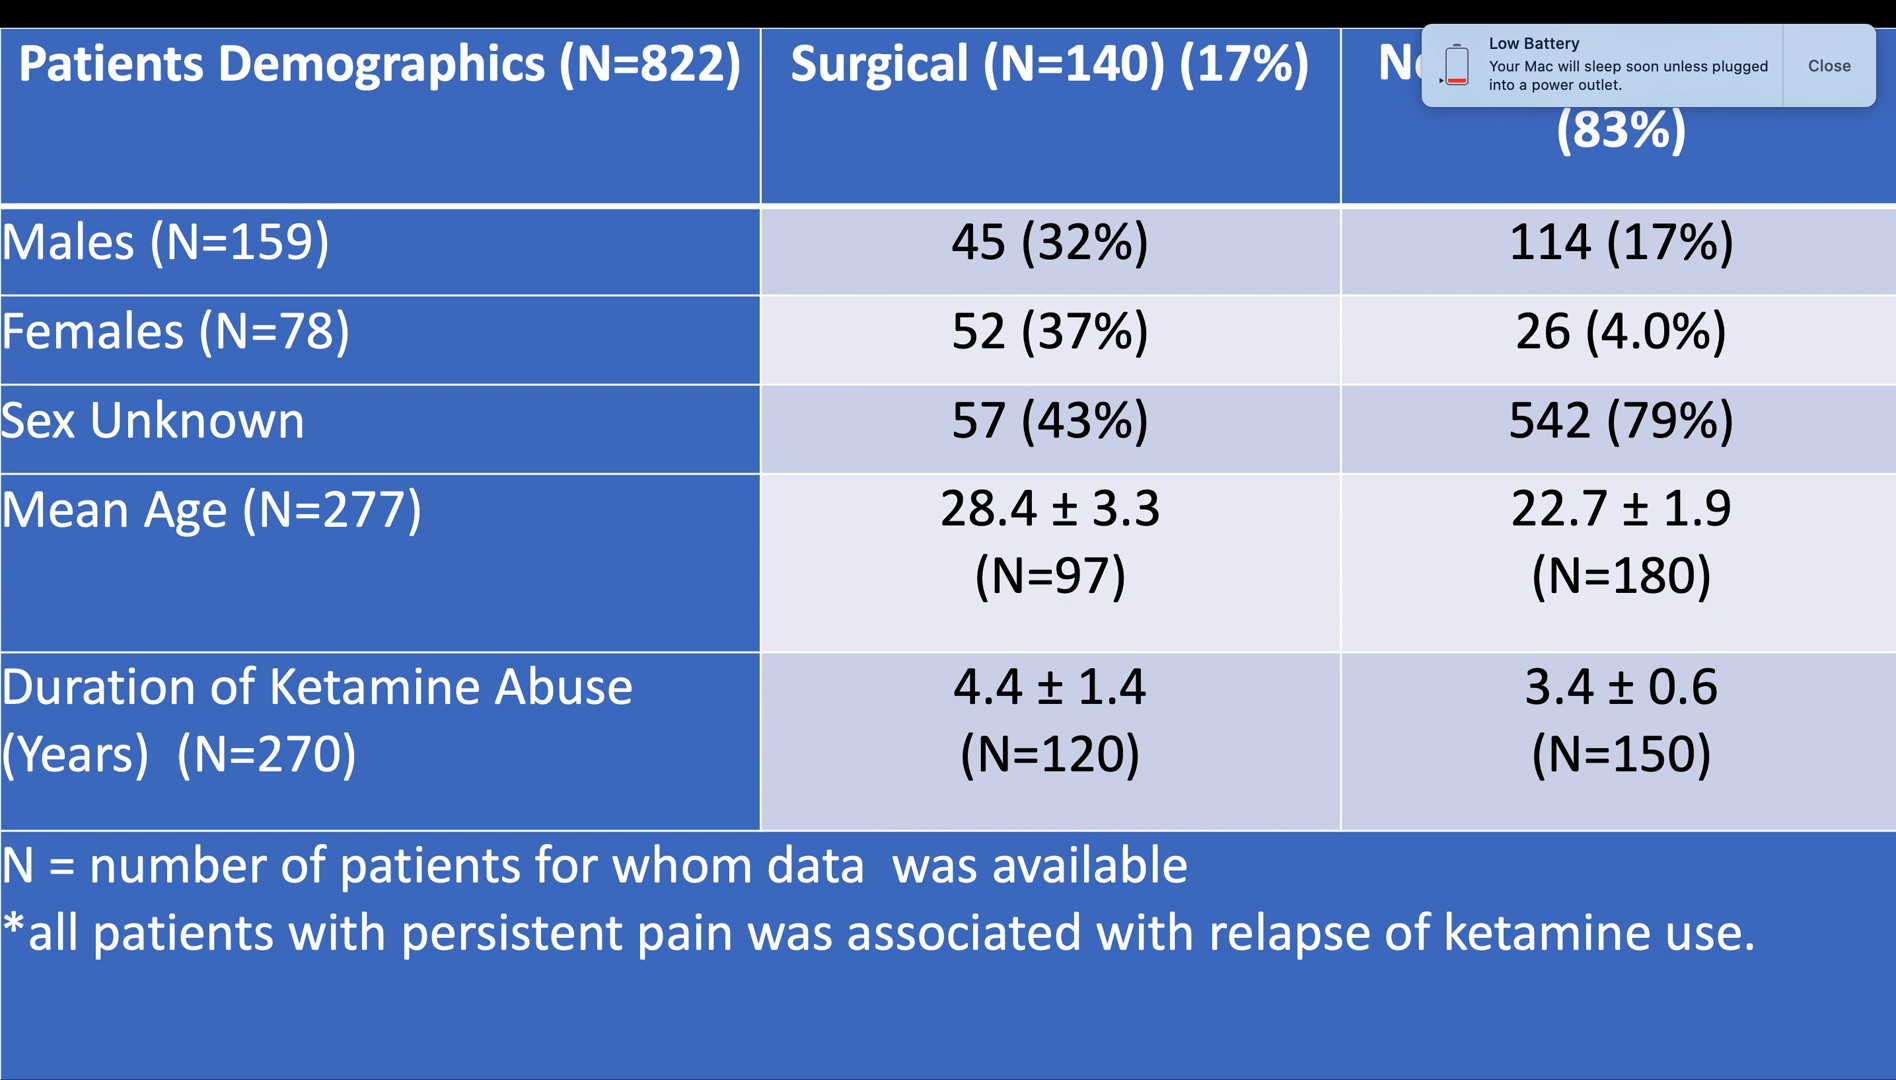 Patients Demographics (N=822)
Surgical (N=140) (17%)
(83%)
Low Battery
Your Mac will sleep soon unless plugged
into a power outlet.
Close
Males (N=159)
45 (32%)
114 (17%)
Females (N=78)
52 (37%)
26 (4.0%)
Sex Unknown
57 (43%)
542 (79%)
Mean Age (N=277)
28.4 ± 3.3
(N=97)
22.7 ± 1.9
(N=180)
Duration of Ketamine Abuse
(Years) (N=270)
4.4 ± 1.4
(N=120)
3.4 ± 0.6
(N=150)
N = number of patients for whom data was available
*all patients with persistent pain was associated with relapse of ketamine use.